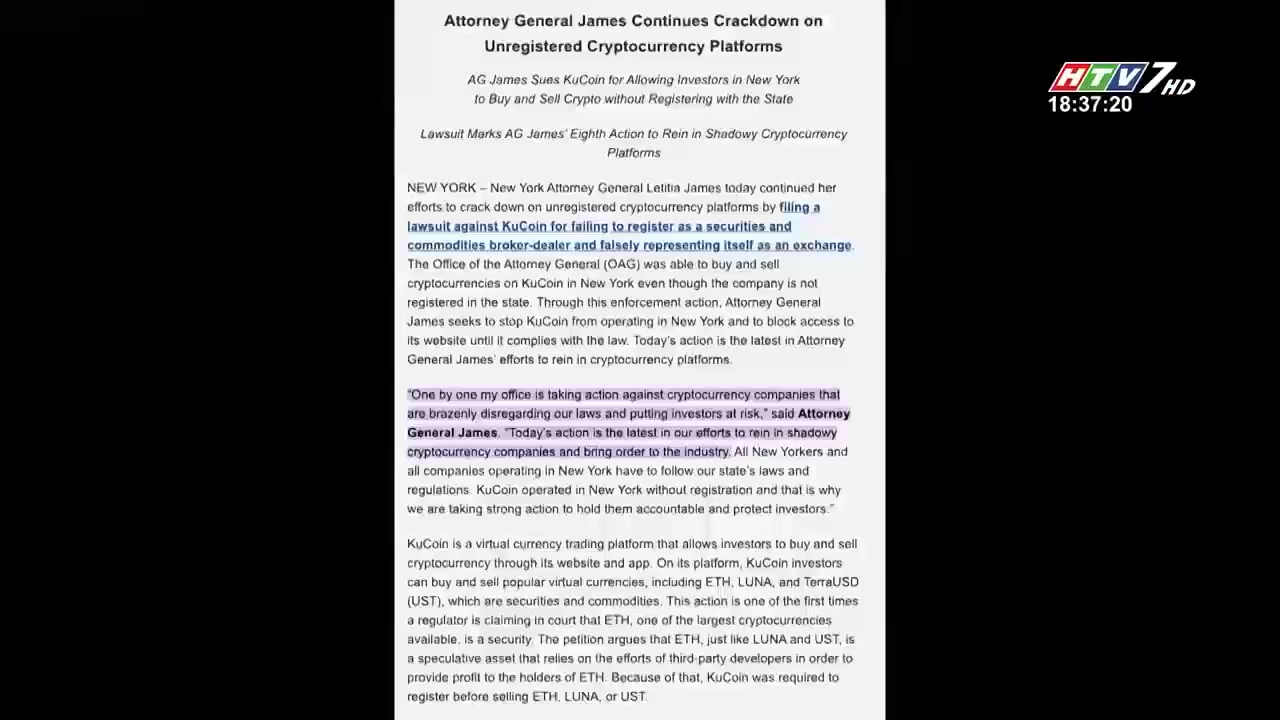 Attorney General James Continues Crackdown on
Unregistered Cryptocurrency Platforms
AG James Sues KuCoin for Allowing Investors in New York
to Buy and Sell Crypto without Registering with the State
Lawsuit Marks AG James’ Eighth Action to Rein in Shadowy Cryptocurrency
Platforms
NEW YORK – New York Attorney General Letitia James today continued her
efforts to crack down on unregistered cryptocurrency platforms by filing a
lawsuit against KuCoin for failing to register as a securities and
commodities broker-dealer and falsely representing itself as an exchange.
The Office of the Attorney General (OAG) was able to buy and sell
cryptocurrencies on KuCoin in New York even though the company is not
registered in the state. Through this enforcement action, Attorney General
James seeks to stop KuCoin from operating in New York and to block access to
its website until it complies with the law. Today’s action is the latest in Attorney
General James’ efforts to rein in cryptocurrency platforms.
“One by one my office is taking action against cryptocurrency companies that
are brazenly disregarding our laws and putting investors at risk,” said Attorney
General James. “Today’s action is the latest in our efforts to rein in shadowy
cryptocurrency companies and bring order to the industry. All New Yorkers and
all companies operating in New York have to follow our state’s laws and
regulations. KuCoin operated in New York without registration and that is why
we are taking strong action to hold them accountable and protect investors.”
KuCoin is a virtual currency trading platform that allows investors to buy and sell
cryptocurrency through its website and app. On its platform, KuCoin investors
can buy and sell popular virtual currencies, including ETH, LUNA, and TerraUSD
(UST), which are securities and commodities. This action is one of the first times
a regulator is claiming in court that ETH, one of the largest cryptocurrencies
available, is a security. The petition argues that ETH, just like LUNA and UST, is
a speculative asset that relies on the efforts of third-party developers in order to
provide profit to the holders of ETH. Because of that, KuCoin was required to
register before selling ETH, LUNA, or UST.
HTV7 HD
18:37:20